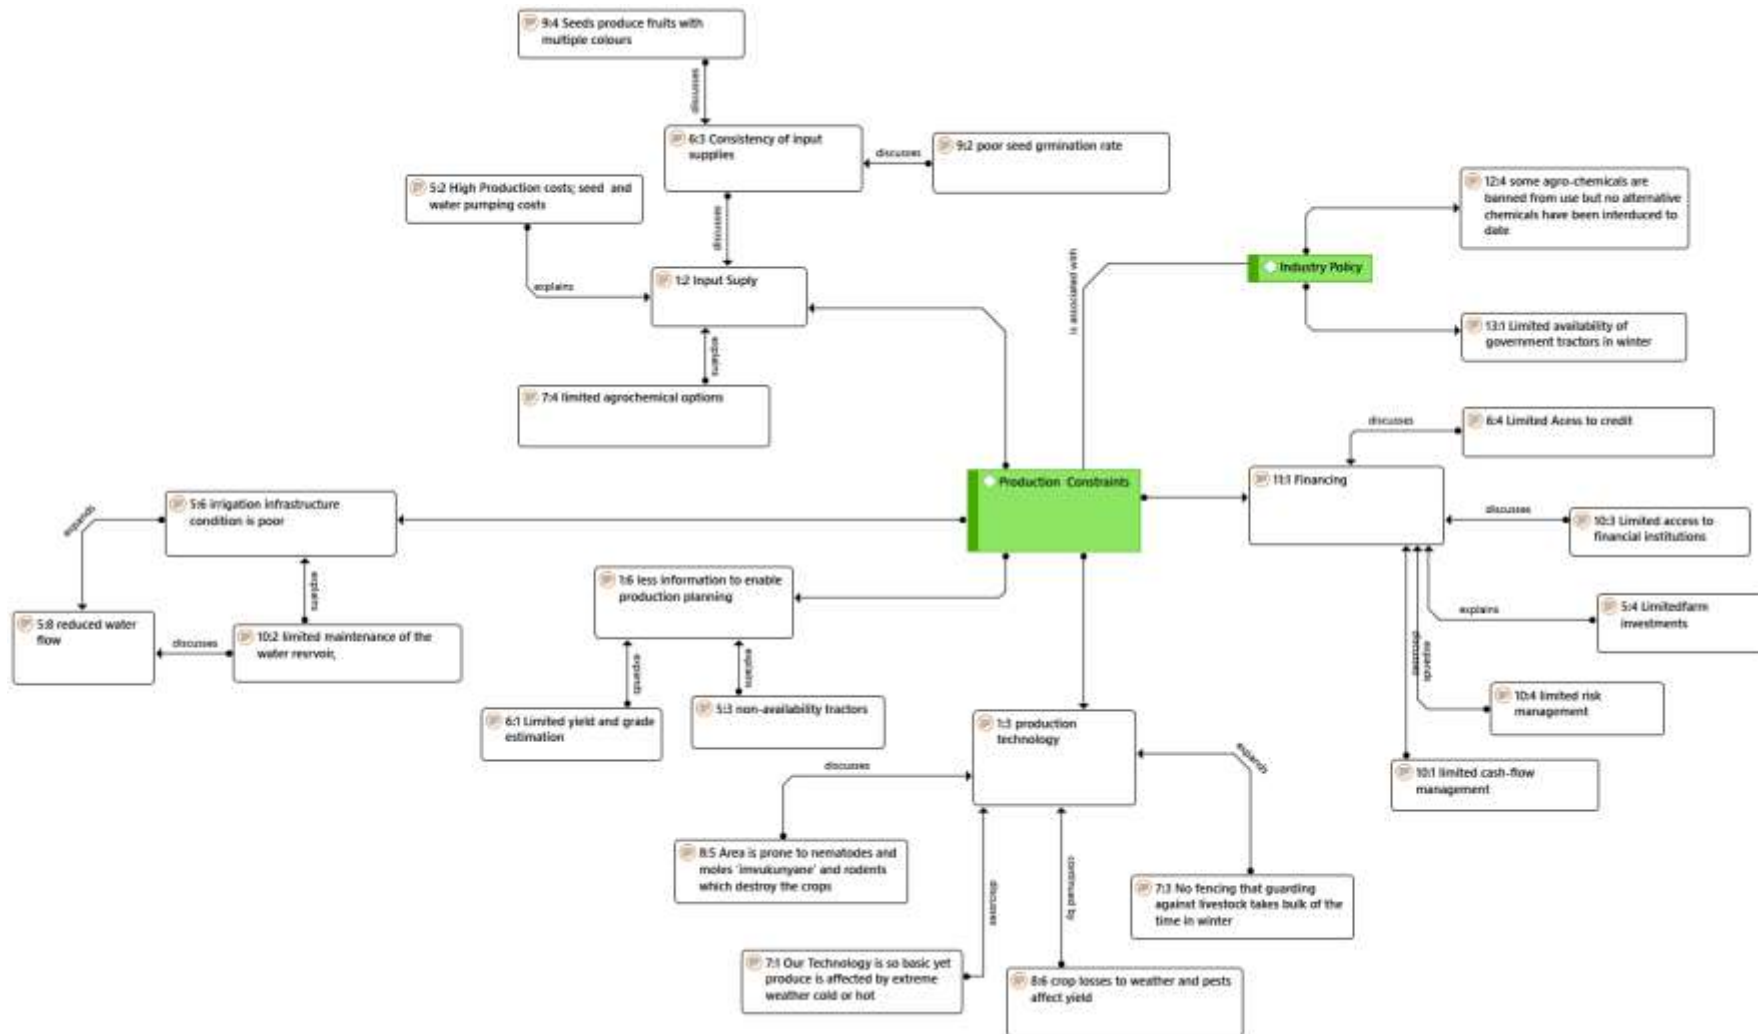 9:4 Seeds produce fruits with
multiple colours
discusses
6:3 Consistency of input
supplies
discusses
9:2 poor seed grmination rate
5:2 High Production costs; seed and
water pumping costs
discusses
explains
1:2 Input Suply
explains
7:4 limited agrochemical options
12:4 some agro-chemicals are
banned from use but no alternative
chemicals have been interduced to
date
is associated with
Industry Policy
13:1 Limited availability of
government tractors in winter
discusses
6:4 Limited Acess to credit
Production Constraints
11:1 Financing
discusses
10:3 Limited access to
financial institutions
explains
5:4 Limitedfarm
investments
discusses
expands
10:4 limited risk
management
10:1 limited cash-flow
management
expands
5:6 irrigation infrastructure
condition is poor
explains
5:8 reduced water
flow
discusses
10:2 limited maintenance of the
water resrvoir,
1:6 less information to enable
production planning
expands
explains
6:1 Limited yield and grade
estimation
5:3 non-availability tractors
1:3 production
technology
discusses
expands
8:5 Area is prone to nematodes and
moles 'imvukunyane' and rodents
which destroy the crops
discusses
continued by
7:3 No fencing that guarding
against livestock takes bulk of the
time in winter
7:1 Our Technology is so basic yet
produce is affected by extreme
weather cold or hot
8:6 crop losses to weather and pests
affect yield